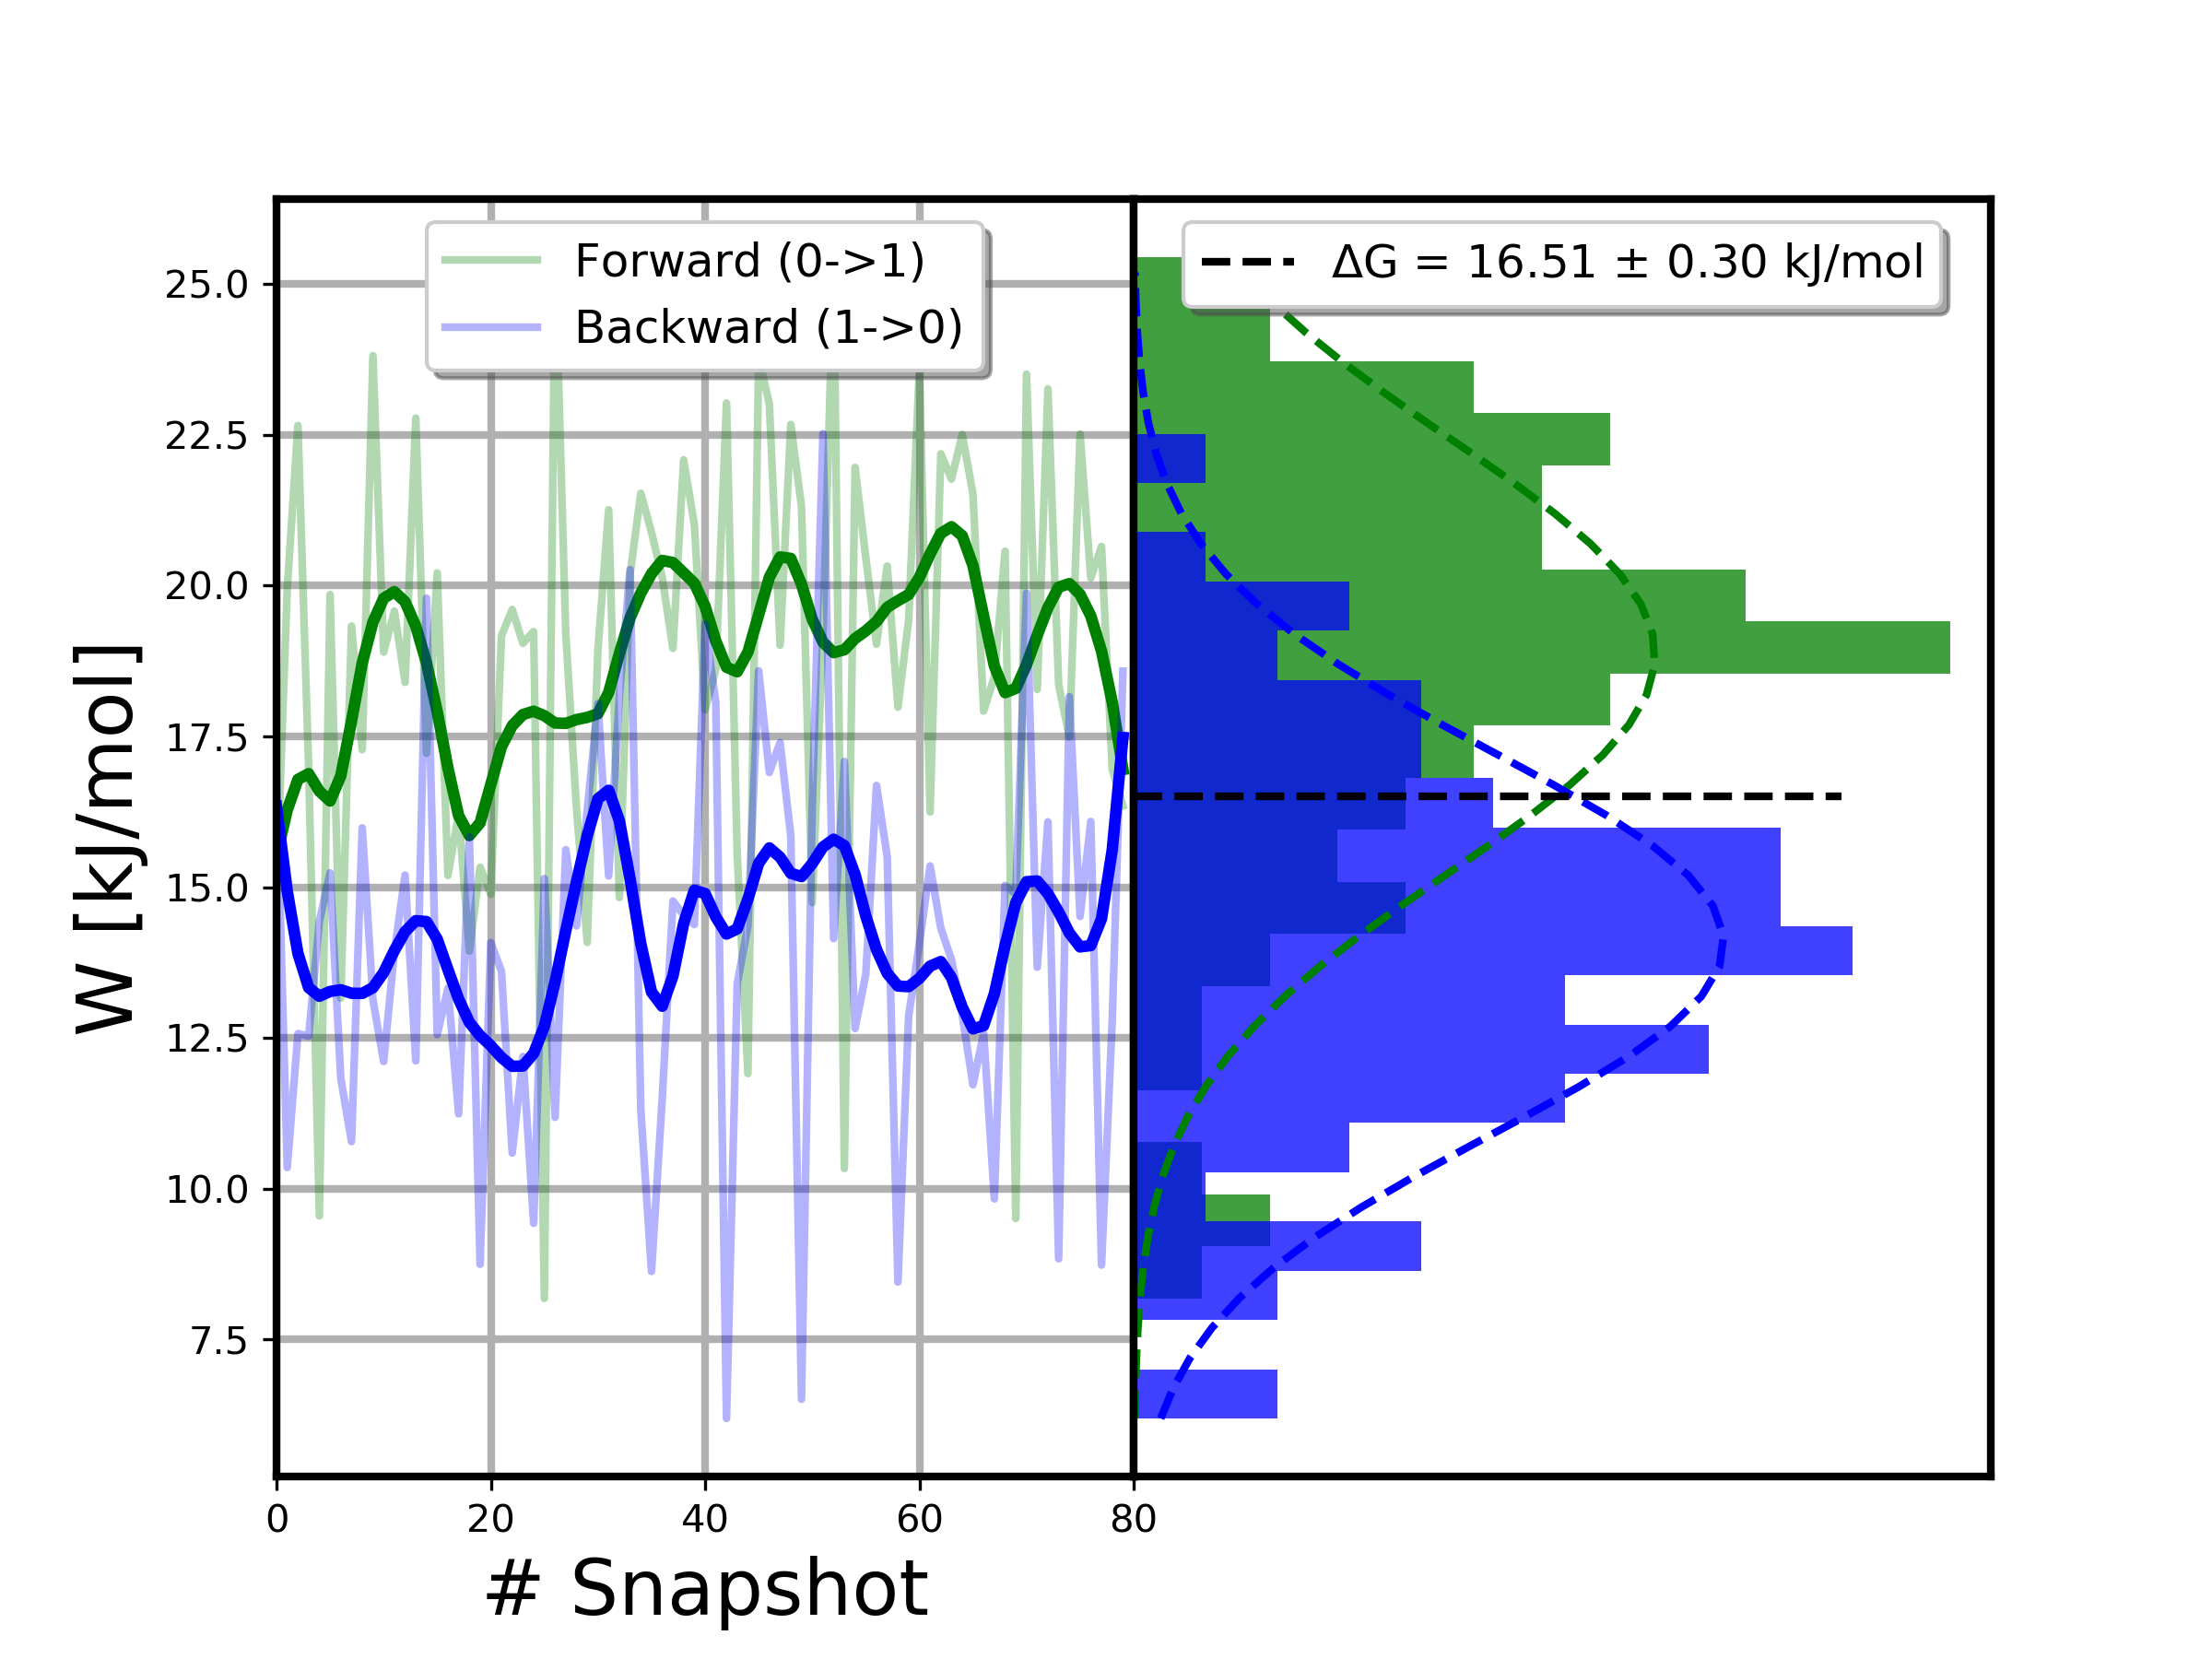 Forward (0->1)
Backward (1->0)
ΔG = 16.51 ± 0.30 kJ/mol
W [kJ/mol]
25.0
22.5
20.0
17.5
15.0
12.5
10.0
7.5
0 20 40 60 80
# Snapshot